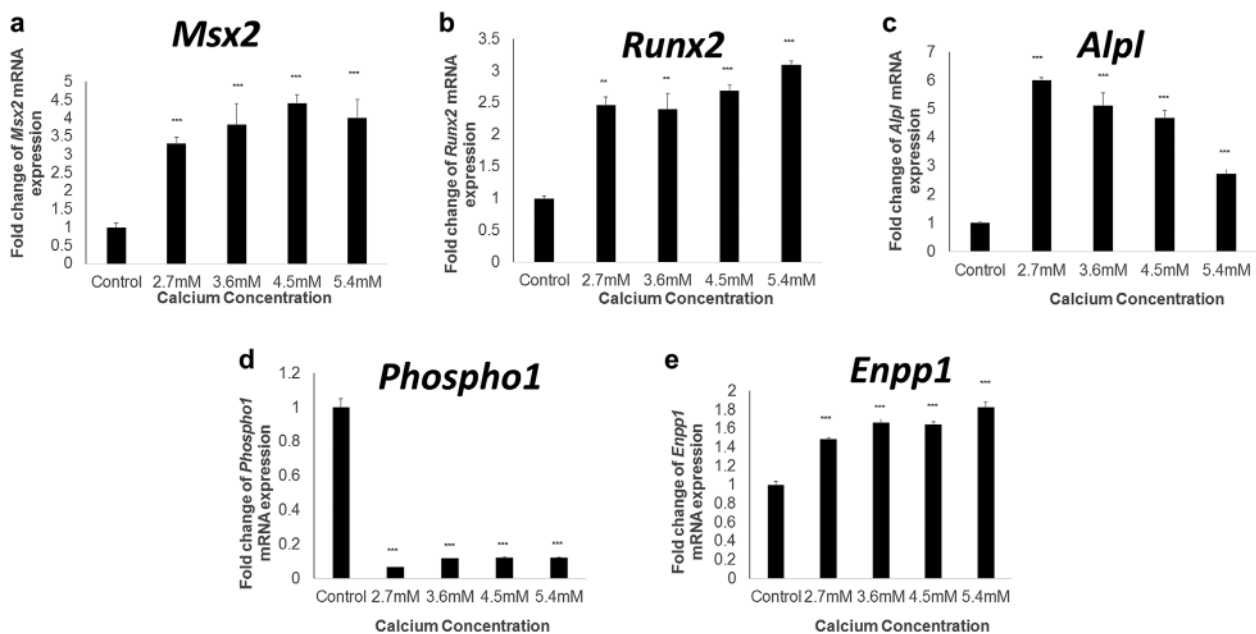 a
Msx2
Fold change of Msx2 mRNA
expression
5
4.5
4
3.5
3
2.5
2
1.5
1
0.5
0
***
***
***
***
Control 2.7mM 3.6mM 4.5mM 5.4mM
Calcium Concentration
b
Runx2
Fold change of Runx2 mRNA
expression
3.5
3
2.5
2
1.5
1
0.5
0
**
**
***
***
Control 2.7mM 3.6mM 4.5mM 5.4mM
Calcium Concentration
c
Alpl
Fold change of Alpl mRNA
expression
7
6
5
4
3
2
1
0
***
***
***
***
Control 2.7mM 3.6mM 4.5mM 5.4mM
Calcium Concentration
d
Phospho1
Fold change of Phospho1
mRNA expression
1.2
1
0.8
0.6
0.4
0.2
0
***
***
***
***
Control 2.7mM 3.6mM 4.5mM 5.4mM
Calcium Concentration
e
Enpp1
Fold change of Enpp1
mRNA expression
2
1.8
1.6
1.4
1.2
1
0.8
0.6
0.4
0.2
0
***
***
***
***
Control 2.7mM 3.6mM 4.5mM 5.4mM
Calcium Concentration